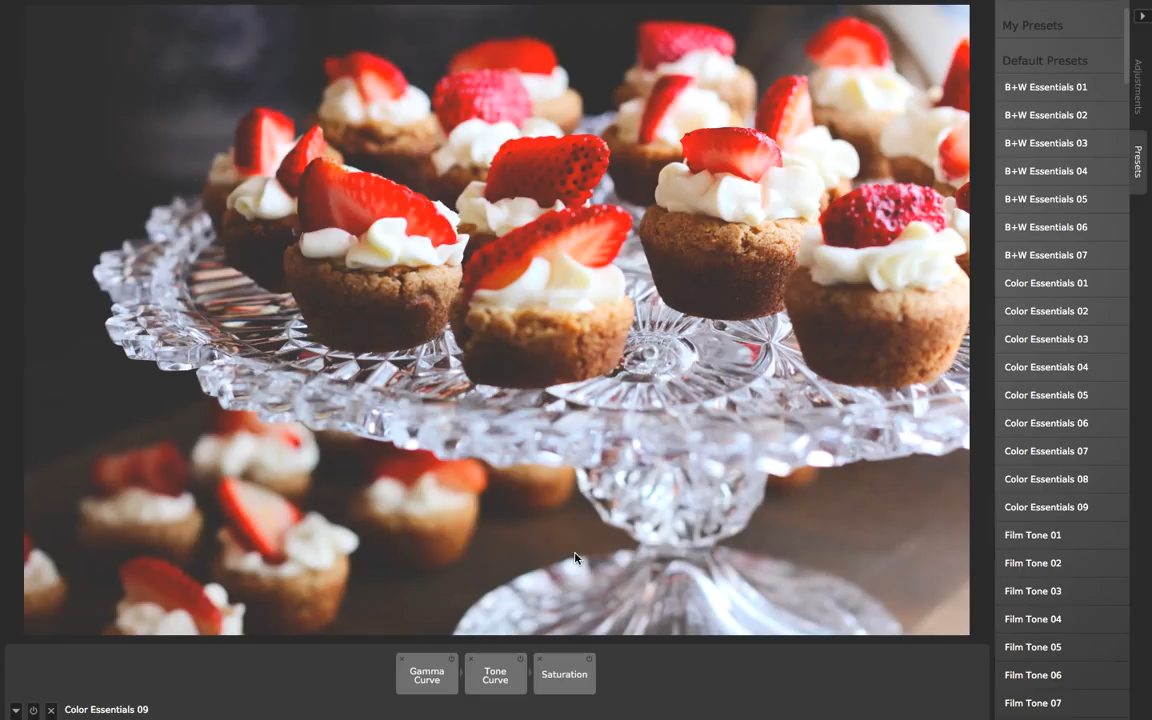 My Presets
Default Presets
B+W Essentials 01
B+W Essentials 02
B+W Essentials 03
B+W Essentials 04
B+W Essentials 05
B+W Essentials 06
B+W Essentials 07
Color Essentials 01
Color Essentials 02
Color Essentials 03
Color Essentials 04
Color Essentials 05
Color Essentials 06
Color Essentials 07
Color Essentials 08
Color Essentials 09
Film Tone 01
Film Tone 02
Film Tone 03
Film Tone 04
Film Tone 05
Film Tone 06
Film Tone 07
Adjustments
Presets
Gamma
Curve
Tone
Curve
Saturation
Color Essentials 09